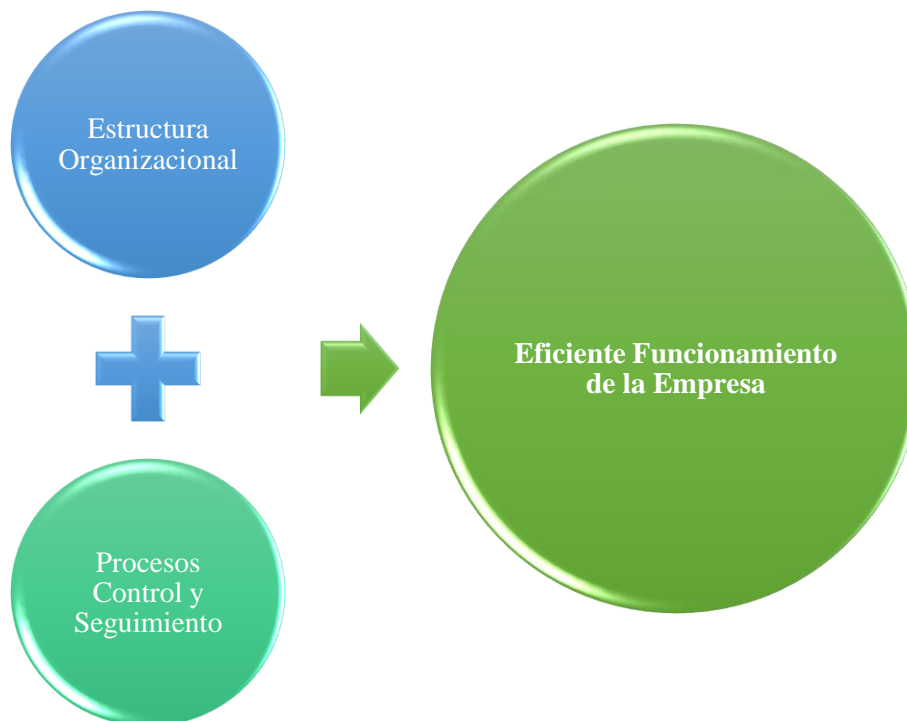 Estructura
Organizacional
Procesos
Control y
Seguimiento
Eficiente Funcionamiento
de la Empresa